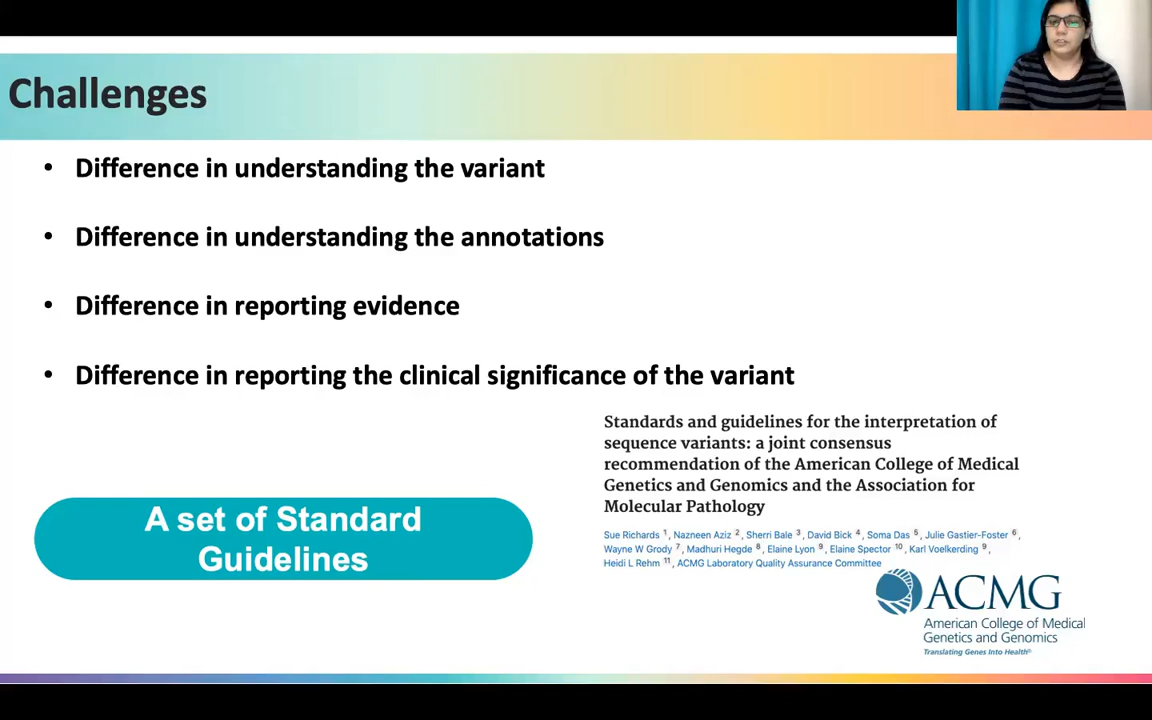 Challenges
• Difference in understanding the variant
• Difference in understanding the annotations
• Difference in reporting evidence
• Difference in reporting the clinical significance of the variant
Standards and guidelines for the interpretation of
sequence variants: a joint consensus
recommendation of the American College of Medical
Genetics and Genomics and the Association for
Molecular Pathology
Sue Richards 1, Nazneen Aziz 2, Sherri Bale 3, David Bick 4, Soma Das 5, Julie Gastier-Foster 6,
Wayne W Grody 7, Madhuri Hegde 8, Elaine Lyon 9, Elaine Spector 10, Karl Voelkerding 9,
Heidi L Rehm 11, ACMG Laboratory Quality Assurance Committee
A set of Standard
Guidelines
ACMG
American College of Medical
Genetics and Genomics
Translating Genes Into Health®